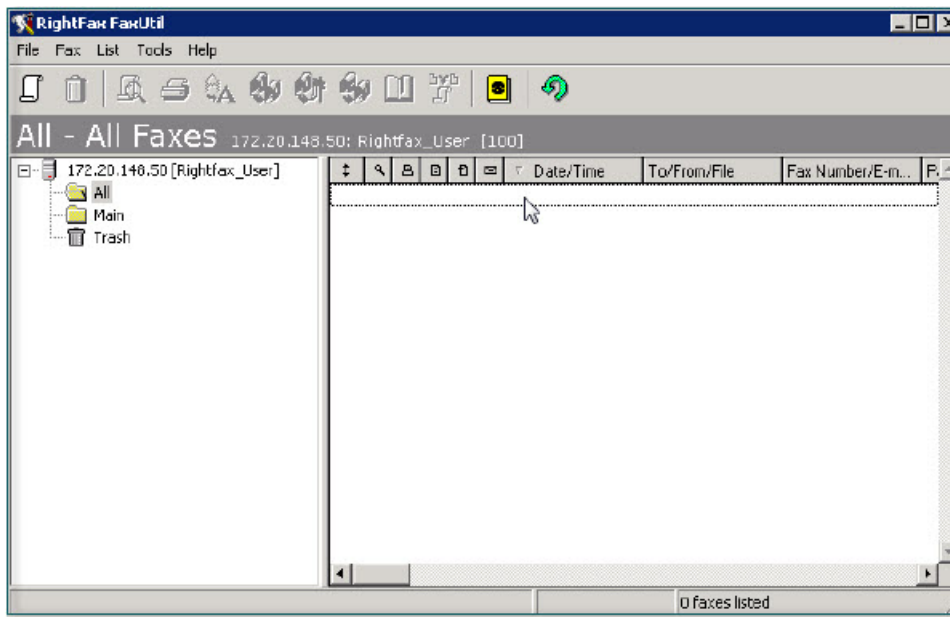 RightFax FaxUtil
File Fax List Tools Help
All - All Faxes 172.20.148.50: Rightfax_User [100]
172.20.148.50 [Rightfax_User]
All
Main
Trash
Date/Time To/From/File Fax Number/E-m...
0 faxes listed